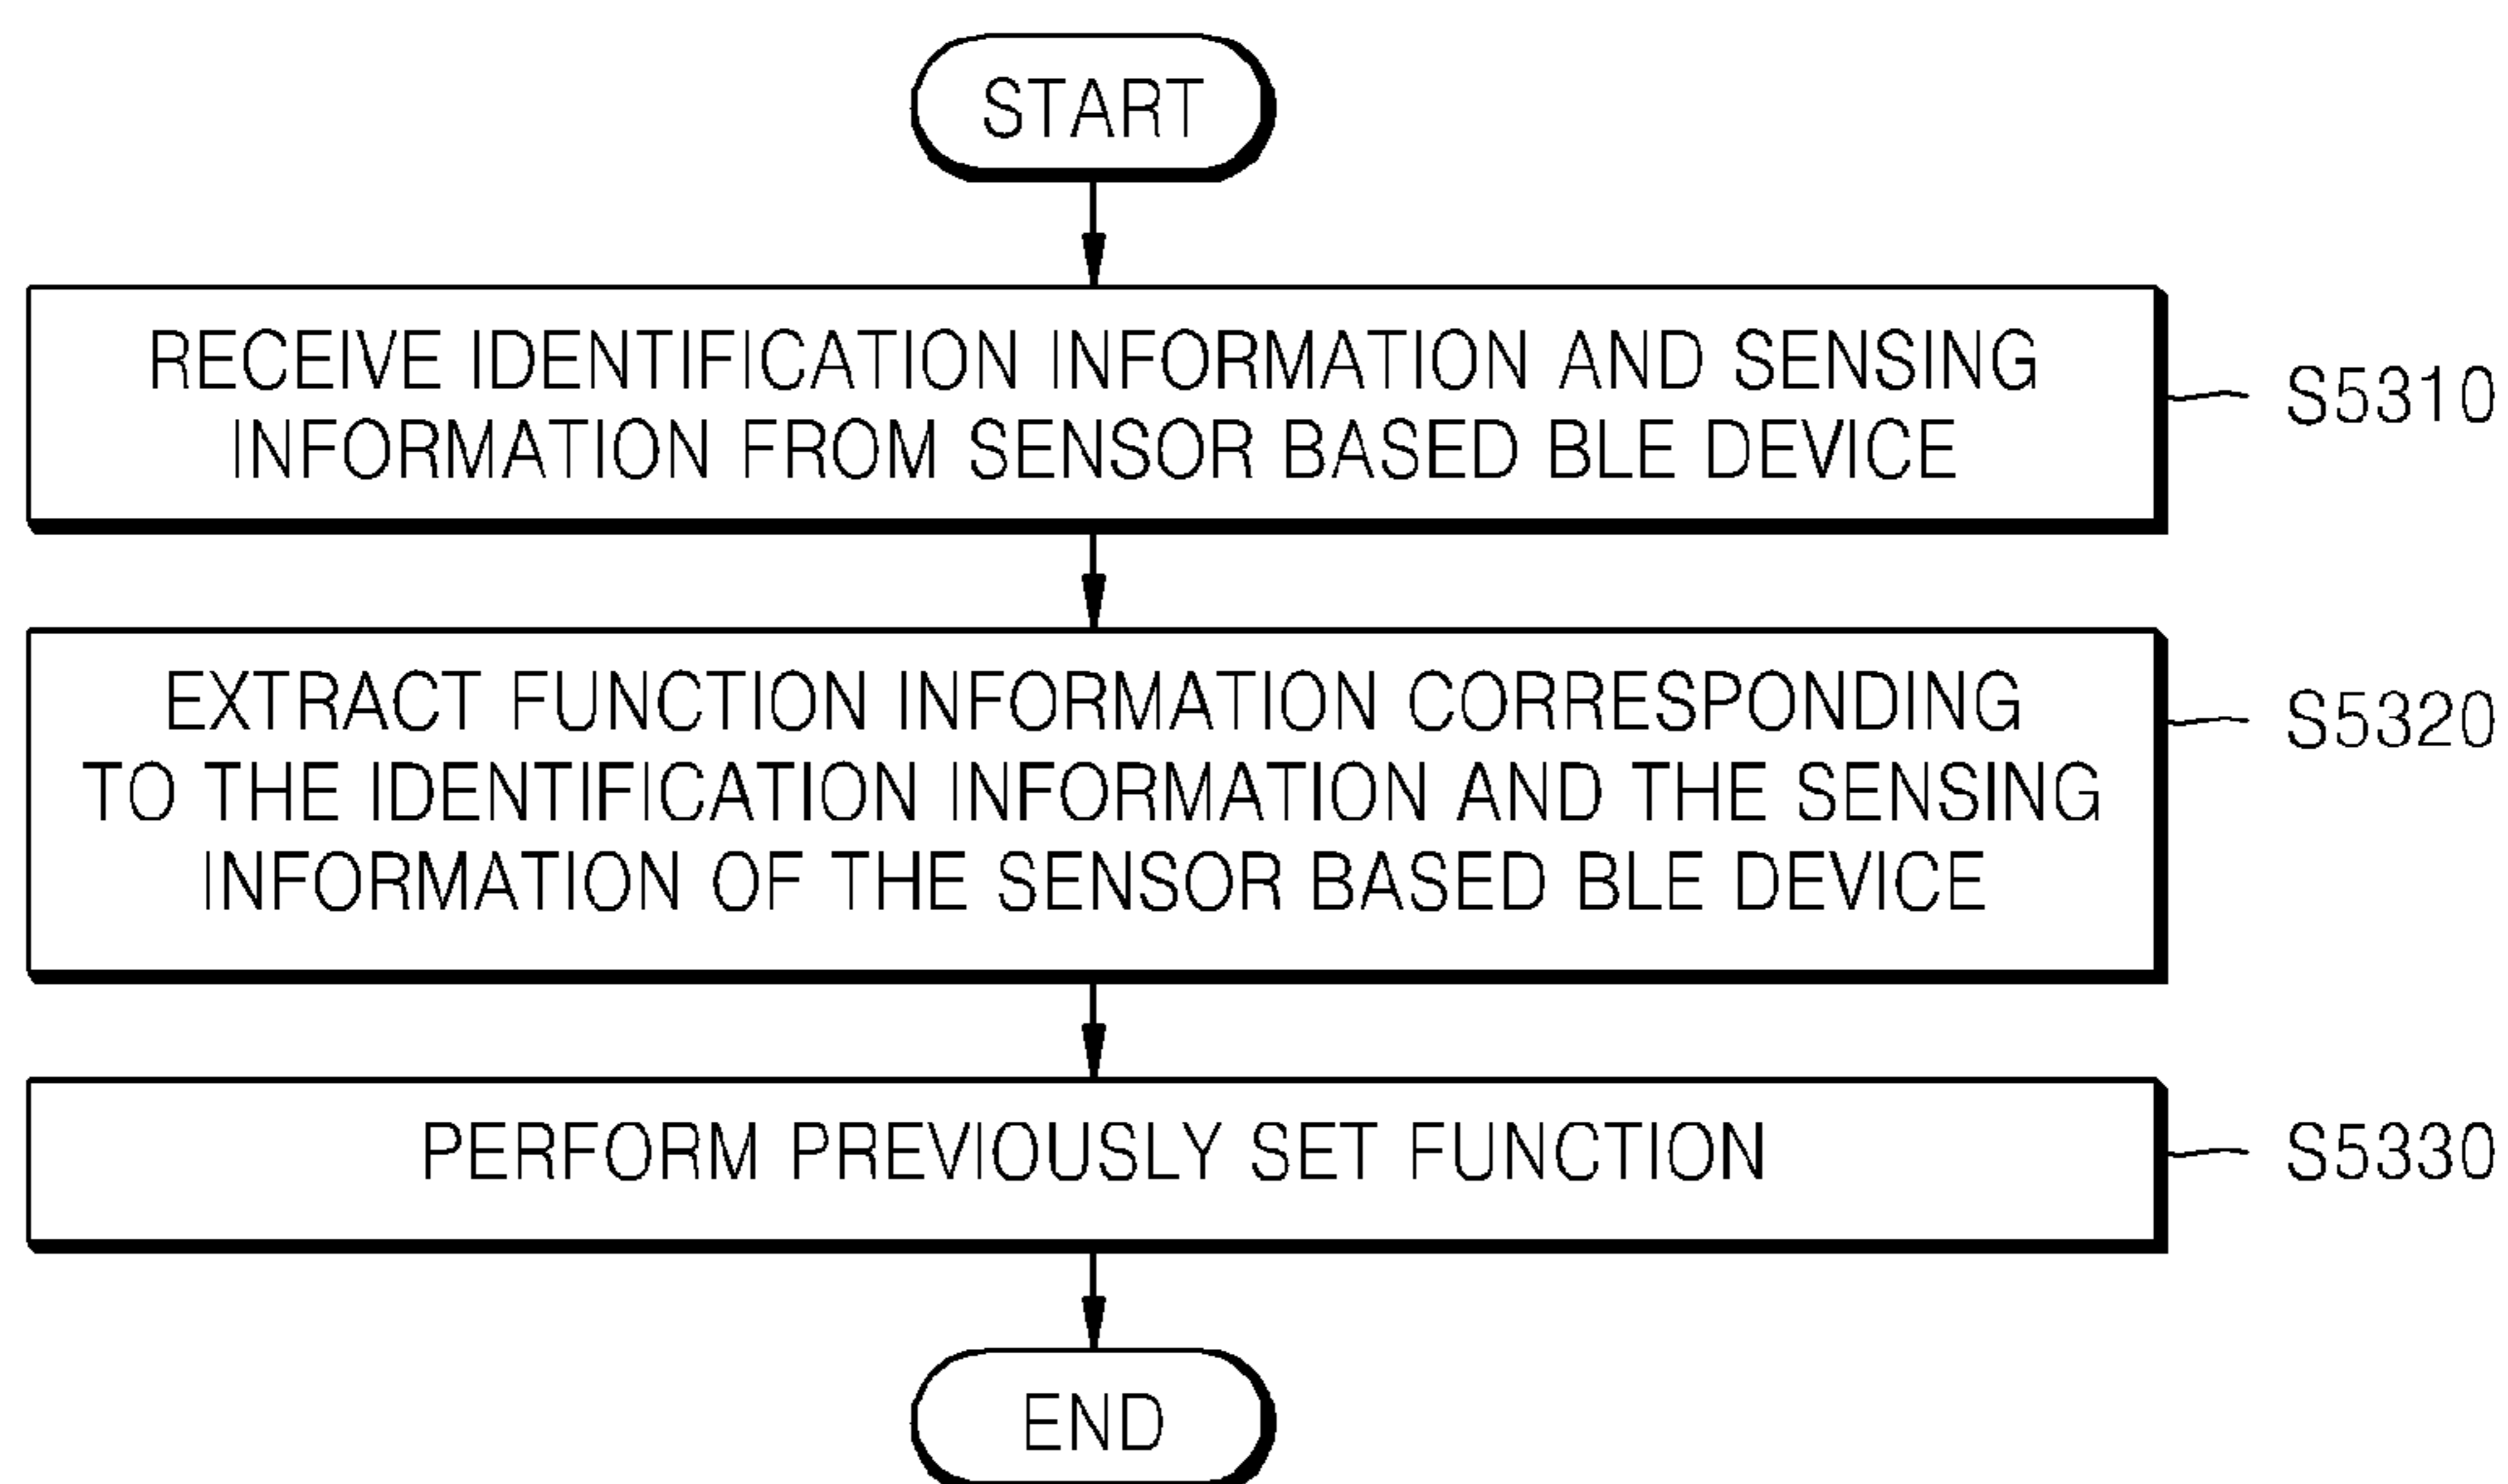 START
RECEIVE IDENTIFICATION INFORMATION AND SENSING
INFORMATION FROM SENSOR BASED BLE DEVICE
S5310
EXTRACT FUNCTION INFORMATION CORRESPONDING
TO THE IDENTIFICATION INFORMATION AND THE SENSING
INFORMATION OF THE SENSOR BASED BLE DEVICE
S5320
PERFORM PREVIOUSLY SET FUNCTION
S5330
END